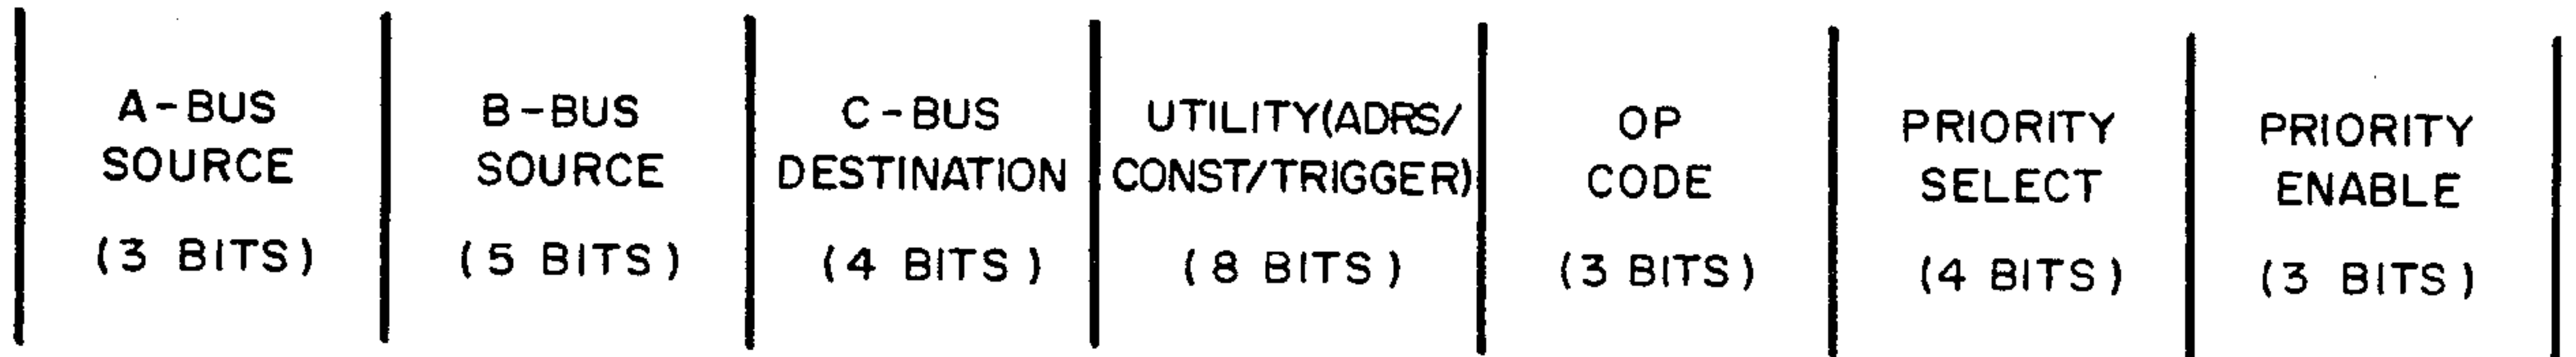 A-BUS
SOURCE
(3 BITS)
B-BUS
SOURCE
(5 BITS)
C-BUS
DESTINATION
(4 BITS)
UTILITY(ADRS/
CONST/TRIGGER)
(8 BITS)
OP
CODE
(3 BITS)
PRIORITY
SELECT
(4 BITS)
PRIORITY
ENABLE
(3 BITS)